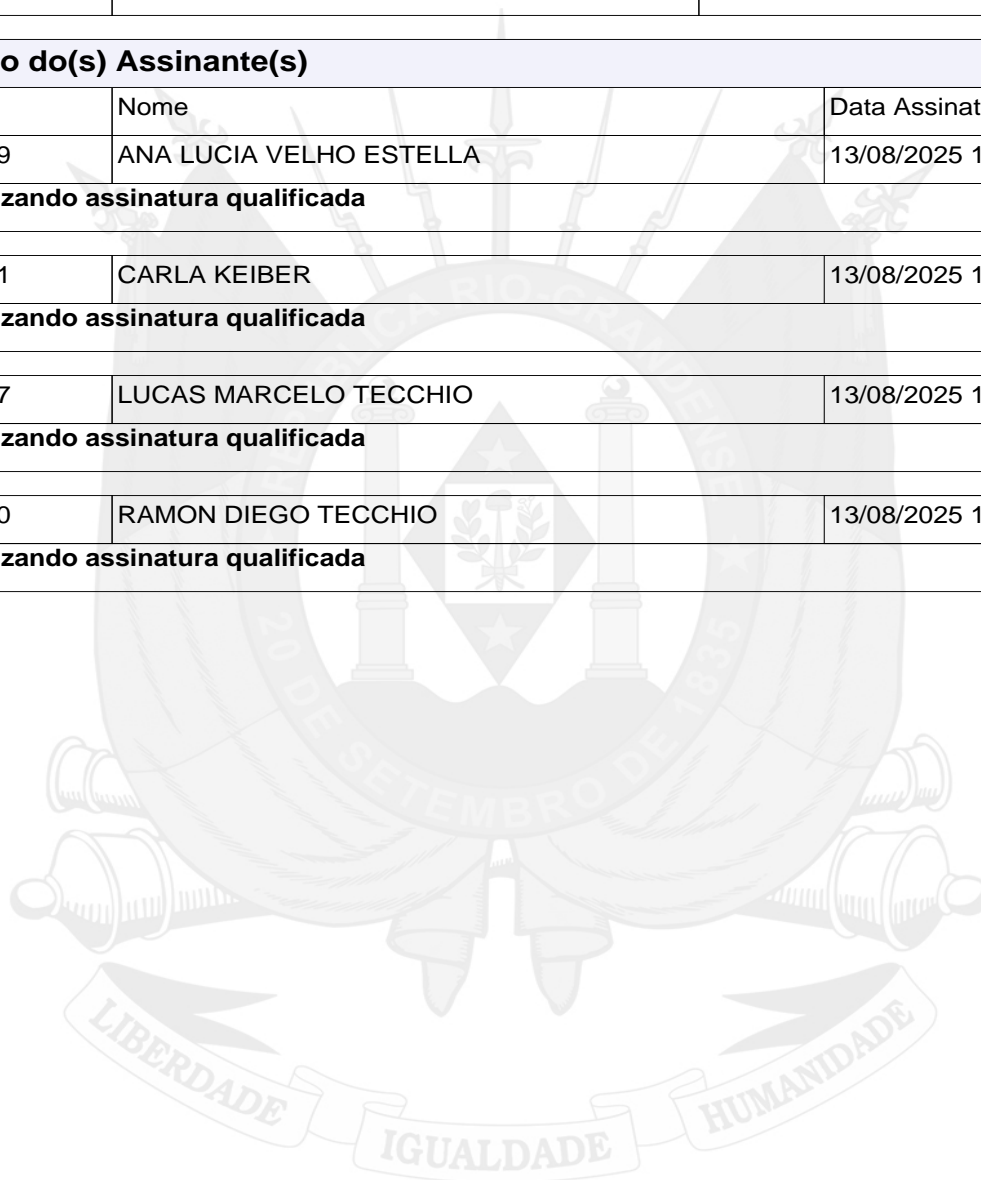 o do(s) Assinante(s)
Nome Data Assinat
9 ANA LUCIA VELHO ESTELLA 13/08/2025 1
zando assinatura qualificada
1 CARLA KEIBER 13/08/2025 1
zando assinatura qualificada
7 LUCAS MARCELO TECCHIO 13/08/2025 1
zando assinatura qualificada
0 RAMON DIEGO TECCHIO 13/08/2025 1
zando assinatura qualificada
REPÚBLICA RIO-GRANDENSE
20 DE SETEMBRO DE 1835
LIBERDADE IGUALDADE HUMANIDADE